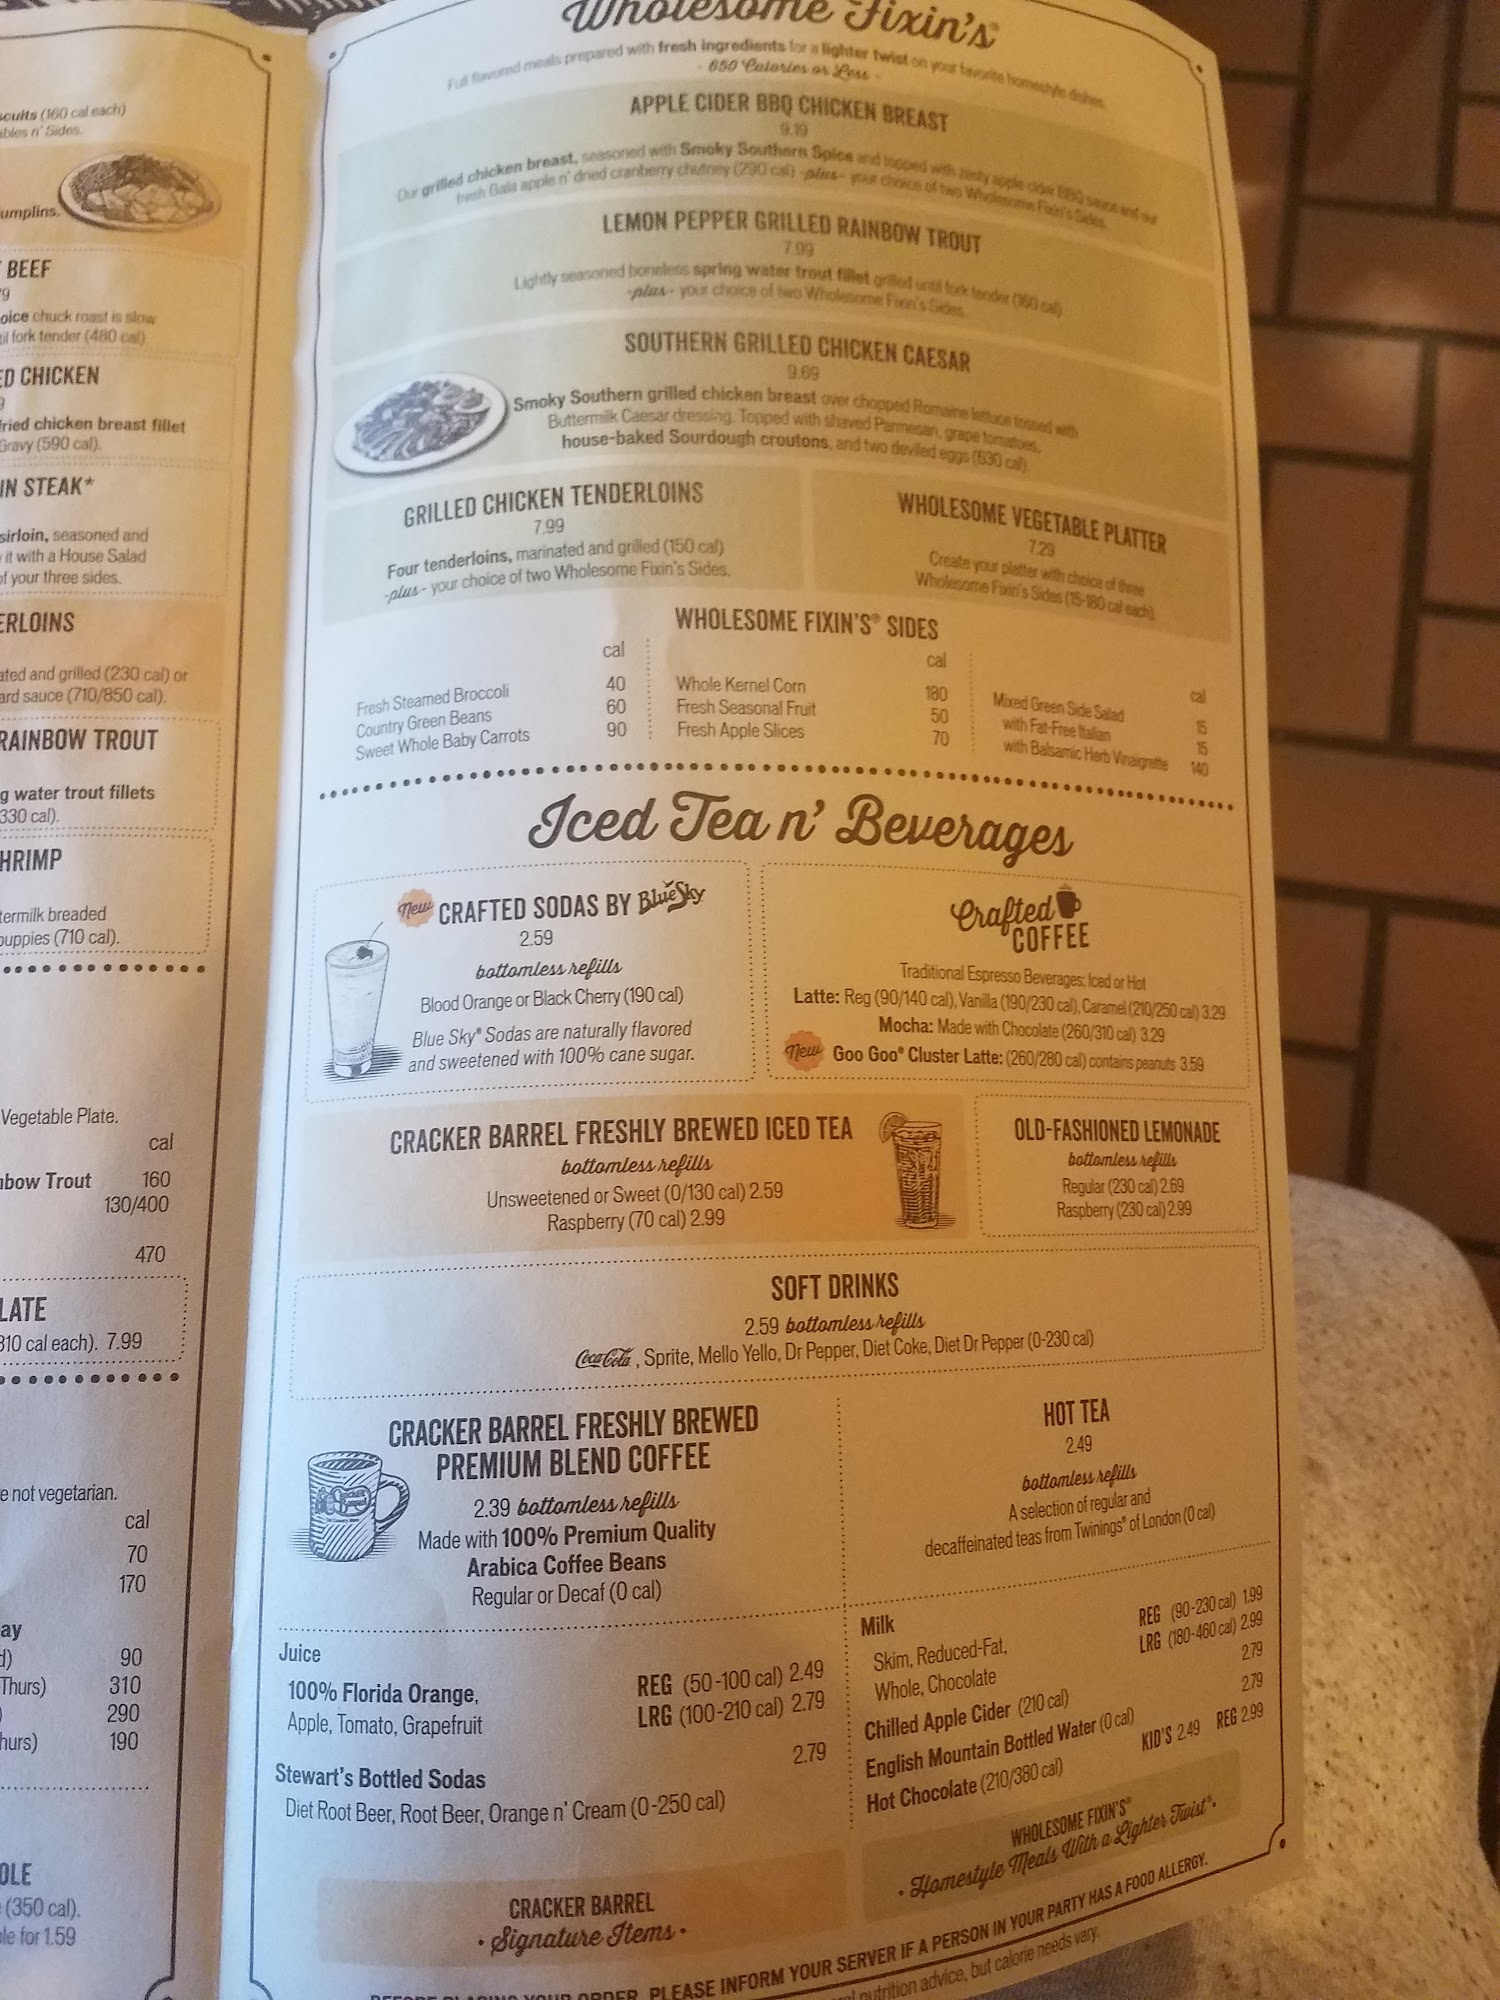 scuits (160 cal each)
bles n' Sides.
umplins.
BEEF
9
oice chuck roast is slow
til fork tender (480 cal)
ED CHICKEN
9
fried chicken breast fillet
Gravy (590 cal).
IN STEAK*
sirloin, seasoned and
it with a House Salad
of your three sides.
ERLOINS
ated and grilled (230 cal) or
ard sauce (710/850 cal).
RAINBOW TROUT
g water trout fillets
330 cal).
HRIMP
termilk breaded
puppies (710 cal).
Vegetable Plate.
cal
nbow Trout 160
130/400
470
LATE
310 cal each). 7.99
e not vegetarian.
cal
70
170
ay
d) 90
Thurs) 310
) 290
hurs) 190
OLE
(350 cal).
le for 1.59
Wholesome Fixin's®
Full flavored meals prepared with fresh ingredients for a lighter twist on your favorite homestyle dishes.
- 650 Calories or Less -
APPLE CIDER BBQ CHICKEN BREAST
9.19
Our grilled chicken breast, seasoned with Smoky Southern Spice and topped with zesty apple cider BBQ sauce and our
fresh Gala apple n' dried cranberry chutney (290 cal) -plus- your choice of two Wholesome Fixin's Sides.
LEMON PEPPER GRILLED RAINBOW TROUT
7.99
Lightly seasoned boneless spring water trout fillet grilled until fork tender (160 cal)
-plus- your choice of two Wholesome Fixin's Sides.
SOUTHERN GRILLED CHICKEN CAESAR
9.69
Smoky Southern grilled chicken breast over chopped Romaine lettuce tossed with
Buttermilk Caesar dressing. Topped with shaved Parmesan, grape tomatoes,
house-baked Sourdough croutons, and two deviled eggs (630 cal).
GRILLED CHICKEN TENDERLOINS
7.99
Four tenderloins, marinated and grilled (150 cal)
-plus- your choice of two Wholesome Fixin's Sides.
WHOLESOME VEGETABLE PLATTER
7.29
Create your platter with choice of three
Wholesome Fixin's Sides (15-180 cal each).
WHOLESOME FIXIN'S® SIDES
cal
Fresh Steamed Broccoli 40
Country Green Beans 60
Sweet Whole Baby Carrots 90
cal
Whole Kernel Corn 180
Fresh Seasonal Fruit 50
Fresh Apple Slices 70
cal
Mixed Green Side Salad 15
with Fat-Free Italian 15
with Balsamic Herb Vinaigrette 140
Iced Tea n' Beverages
New CRAFTED SODAS BY Blue Sky
2.59
bottomless refills
Blood Orange or Black Cherry (190 cal)
Blue Sky® Sodas are naturally flavored
and sweetened with 100% cane sugar.
Crafted
COFFEE
Traditional Espresso Beverages: Iced or Hot
Latte: Reg (90/140 cal), Vanilla (190/230 cal), Caramel (210/250 cal) 3.29
Mocha: Made with Chocolate (260/310 cal) 3.29
New Goo Goo® Cluster Latte: (260/280 cal) contains peanuts 3.59
CRACKER BARREL FRESHLY BREWED ICED TEA
bottomless refills
Unsweetened or Sweet (0/130 cal) 2.59
Raspberry (70 cal) 2.99
OLD-FASHIONED LEMONADE
bottomless refills
Regular (230 cal) 2.69
Raspberry (230 cal) 2.99
SOFT DRINKS
2.59 bottomless refills
Coca-Cola, Sprite, Mello Yello, Dr Pepper, Diet Coke, Diet Dr Pepper (0-230 cal)
CRACKER BARREL FRESHLY BREWED
PREMIUM BLEND COFFEE
2.39 bottomless refills
Made with 100% Premium Quality
Arabica Coffee Beans
Regular or Decaf (0 cal)
HOT TEA
2.49
bottomless refills
A selection of regular and
decaffeinated teas from Twinings® of London (0 cal)
Juice
100% Florida Orange, REG (50-100 cal) 2.49
Apple, Tomato, Grapefruit LRG (100-210 cal) 2.79
Stewart's Bottled Sodas 2.79
Diet Root Beer, Root Beer, Orange n' Cream (0-250 cal)
Milk
Skim, Reduced-Fat, REG (90-230 cal) 1.99
Whole, Chocolate LRG (180-460 cal) 2.99
Chilled Apple Cider (210 cal) 2.79
English Mountain Bottled Water (0 cal) 2.79
Hot Chocolate (210/380 cal) KID'S 2.49 REG 2.99
CRACKER BARREL
• Signature Items •
WHOLESOME FIXIN'S®
• Homestyle Meals With a Lighter Twist®•
BEFORE PLACING YOUR ORDER, PLEASE INFORM YOUR SERVER IF A PERSON IN YOUR PARTY HAS A FOOD ALLERGY.
nutrition advice, but calorie needs vary.